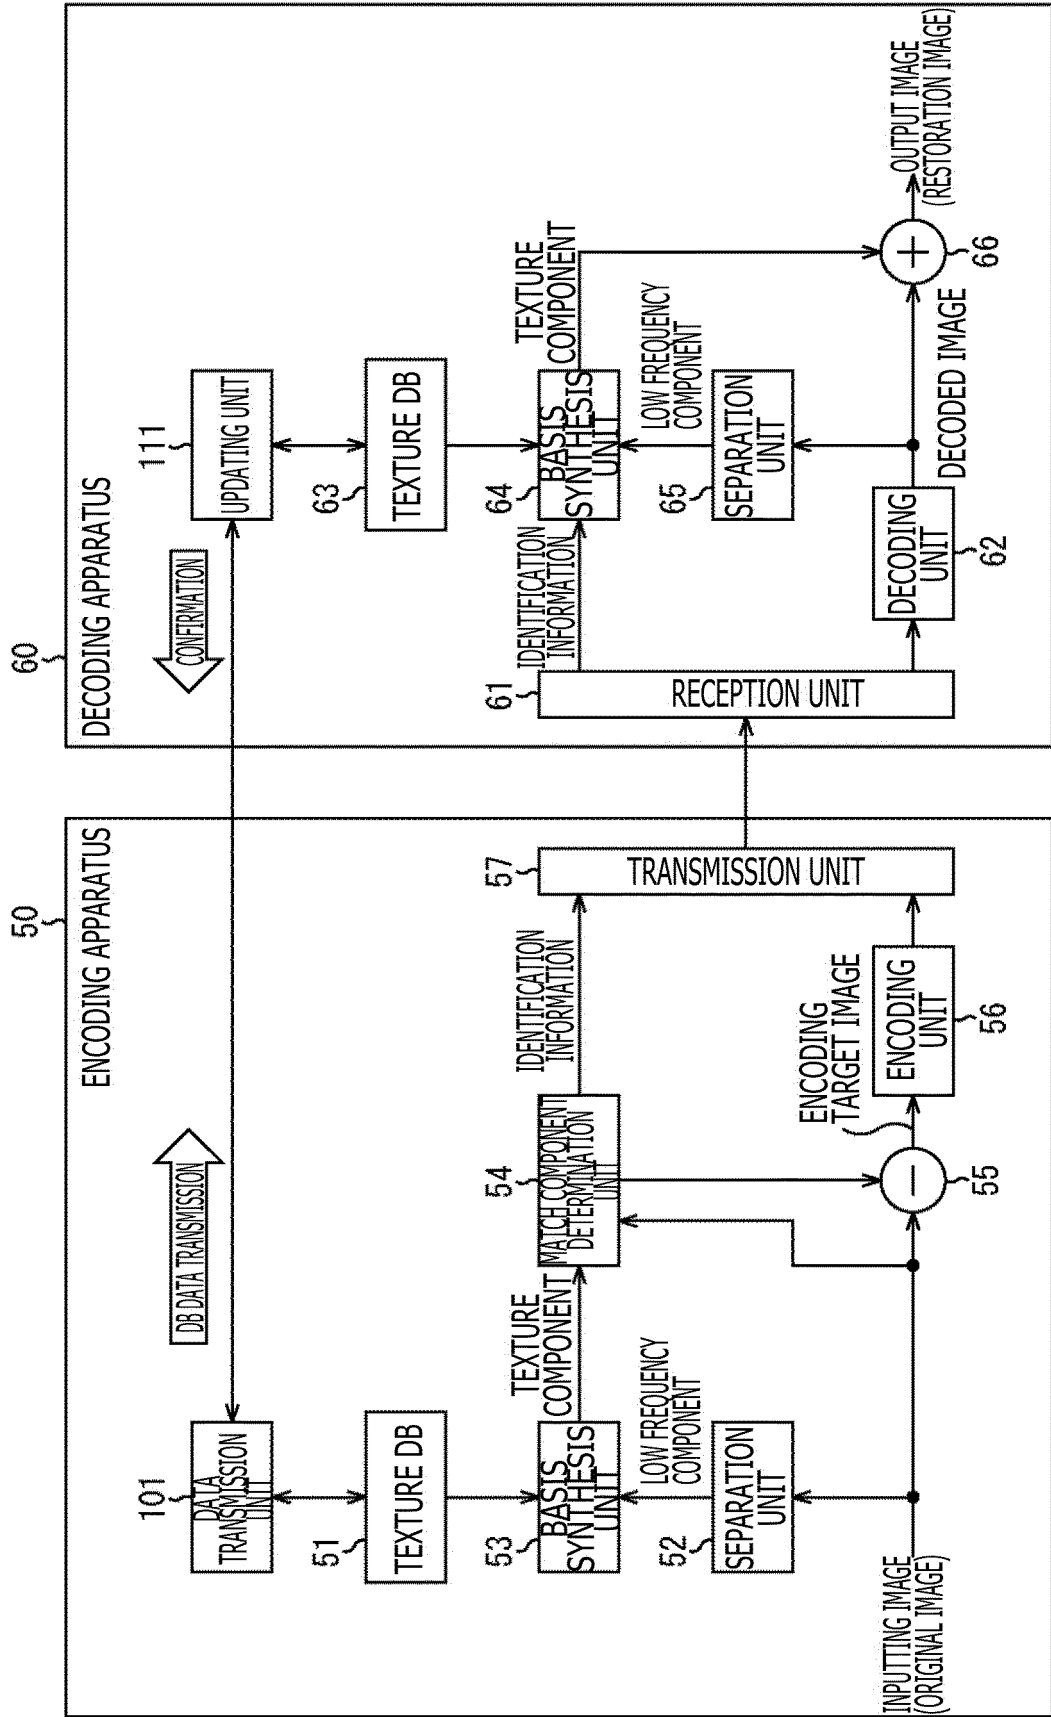 50
ENCODING APPARATUS
DB DATA TRANSMISSION
101
DATA
TRANSMISSION
UNIT
51
TEXTURE DB
53
BASIS
SYNTHESIS
UNIT
TEXTURE
COMPONENT
54
MATCH COMPONENT
DETERMINATION
UNIT
IDENTIFICATION
INFORMATION
57
TRANSMISSION UNIT
LOW FREQUENCY
COMPONENT
52
SEPARATION
UNIT
ENCODING
TARGET IMAGE
INPUTTING IMAGE
(ORIGINAL IMAGE)
−
55
ENCODING
UNIT
56
60
DECODING APPARATUS
CONFIRMATION
111
UPDATING UNIT
63
TEXTURE DB
61
RECEPTION UNIT
IDENTIFICATION
INFORMATION
64
BASIS
SYNTHESIS
UNIT
TEXTURE
COMPONENT
LOW FREQUENCY
COMPONENT
65
SEPARATION
UNIT
DECODING
UNIT
62
DECODED IMAGE
+
66
OUTPUT IMAGE
(RESTORATION IMAGE)